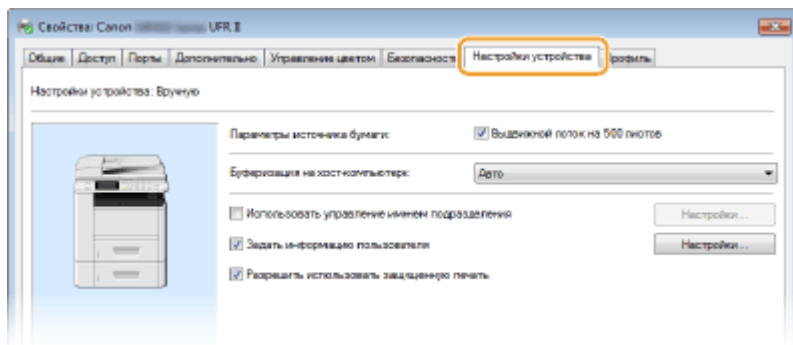 Свойства: Canon UFR II
Общие Доступ Порты Дополнительно Управление цветом Безопасность Настройки устройства Профиль
Настройки устройства: Вручную
Параметры источника бумаги: Выдвижной лоток на 500 листов
Буферизация на хост-компьютере: Авто
Использовать управление именем подразделения Настройки...
Задать информацию пользователя Настройки...
Разрешить использовать защищенную печать